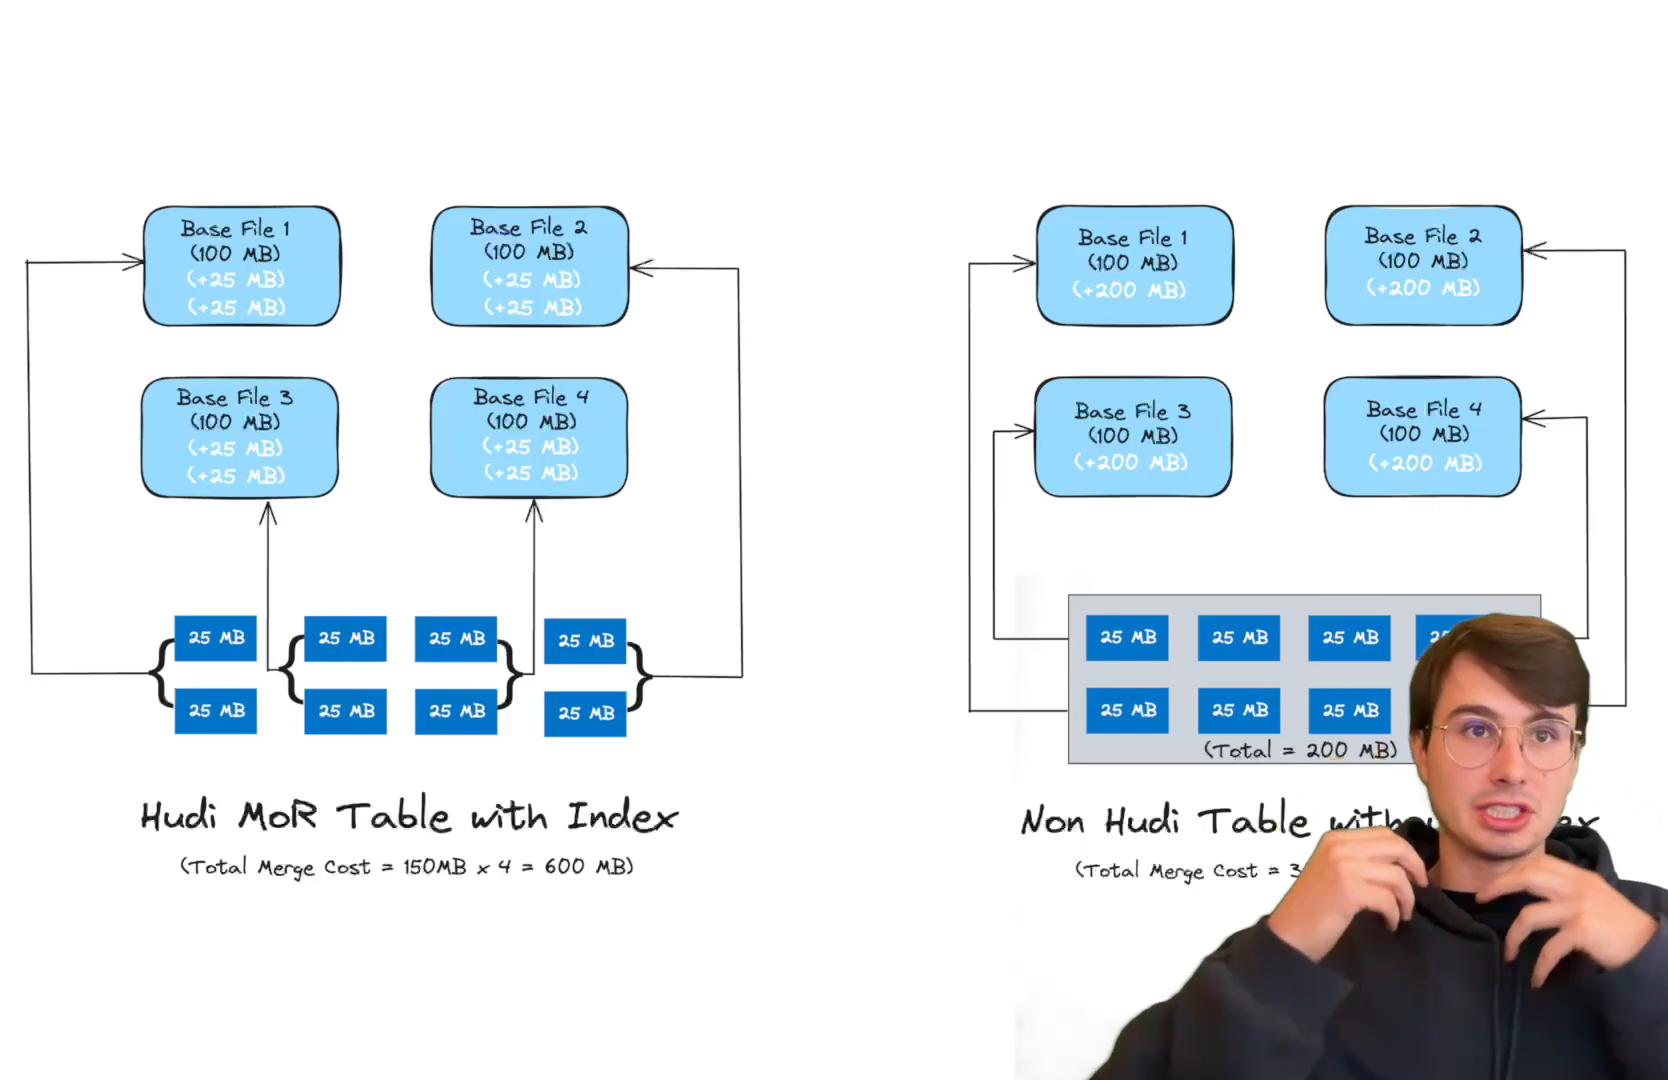 Base File 1
(100 MB)
(+25 MB)
(+25 MB)
Base File 2
(100 MB)
(+25 MB)
(+25 MB)
Base File 3
(100 MB)
(+25 MB)
(+25 MB)
Base File 4
(100 MB)
(+25 MB)
(+25 MB)
25 MB
25 MB
25 MB
25 MB
25 MB
25 MB
25 MB
25 MB
Hudi MoR Table with Index
(Total Merge Cost = 150MB x 4 = 600 MB)
Base File 1
(100 MB)
(+200 MB)
Base File 2
(100 MB)
(+200 MB)
Base File 3
(100 MB)
(+200 MB)
Base File 4
(100 MB)
(+200 MB)
25 MB
25 MB
25 MB
25 MB
25 MB
25 MB
(Total = 200 MB)
Non Hudi Table
(Total Merge Cost =